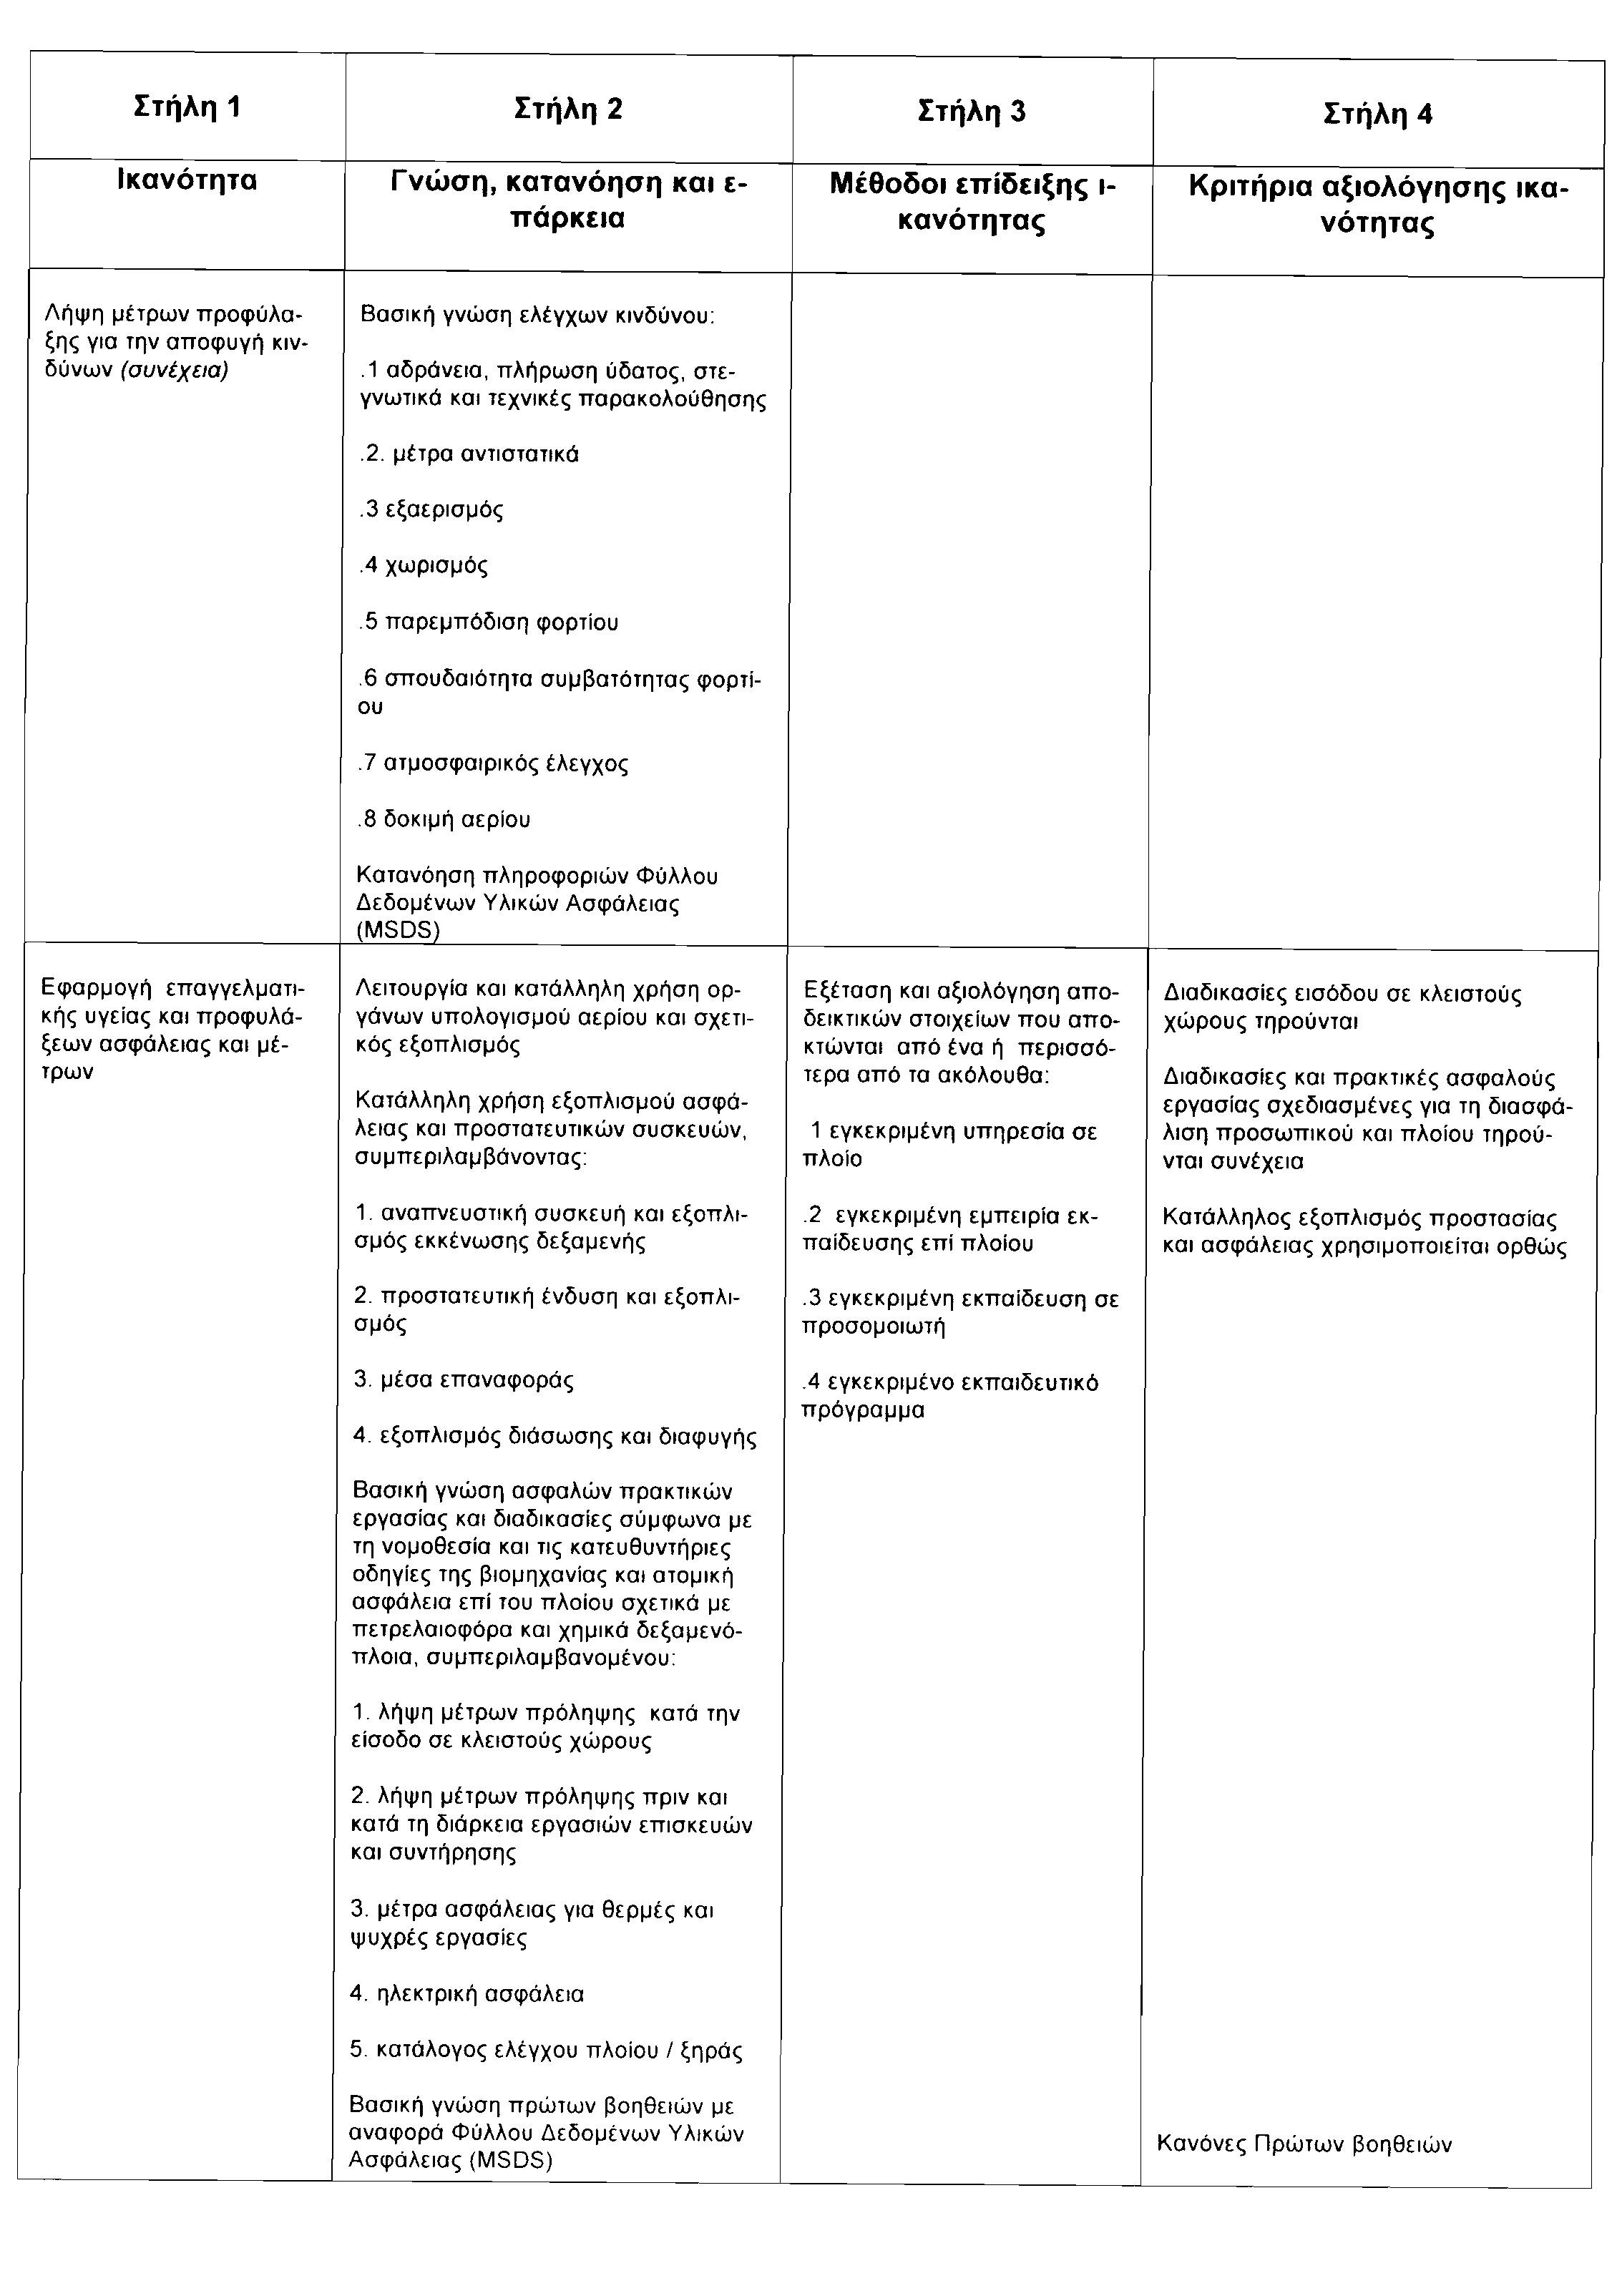 Στήλη 1
Στήλη 2
Στήλη 3
Στήλη 4
Ικανότητα
Γνώση, κατανόηση και ε-
πάρκεια
Μέθοδοι επίδειξης ι-
κανότητας
Κριτήρια αξιολόγησης ικα-
νότητας
Λήψη μέτρων προφύλα-
ξης για την αποφυγή κιν-
δύνων (συνέχεια)
Βασική γνώση ελέγχων κινδύνου:
.1 αδράνεια, πλήρωση ύδατος, στε-
γνωτικά και τεχνικές παρακολούθησης
.2. μέτρα αντιστατικά
.3 εξαερισμός
.4 χωρισμός
.5 παρεμπόδιση φορτίου
.6 σπουδαιότητα συμβατότητας φορτί-
ου
.7 ατμοσφαιρικός έλεγχος
.8 δοκιμή αερίου
Κατανόηση πληροφοριών Φύλλου
Δεδομένων Υλικών Ασφάλειας
(MSDS)
Εφαρμογή επαγγελματι-
κής υγείας και προφυλά-
ξεων ασφάλειας και μέ-
τρων
Λειτουργία και κατάλληλη χρήση ορ-
γάνων υπολογισμού αερίου και σχετι-
κός εξοπλισμός
Κατάλληλη χρήση εξοπλισμού ασφά-
λειας και προστατευτικών συσκευών,
συμπεριλαμβάνοντας:
1. αναπνευστική συσκευή και εξοπλι-
σμός εκκένωσης δεξαμενής
2. προστατευτική ένδυση και εξοπλι-
σμός
3. μέσα επαναφοράς
4. εξοπλισμός διάσωσης και διαφυγής
Βασική γνώση ασφαλών πρακτικών
εργασίας και διαδικασίες σύμφωνα με
τη νομοθεσία και τις κατευθυντήριες
οδηγίες της βιομηχανίας και ατομική
ασφάλεια επί του πλοίου σχετικά με
πετρελαιοφόρα και χημικά δεξαμενό-
πλοια, συμπεριλαμβανομένου:
1. λήψη μέτρων πρόληψης κατά την
είσοδο σε κλειστούς χώρους
2. λήψη μέτρων πρόληψης πριν και
κατά τη διάρκεια εργασιών επισκευών
και συντήρησης
3. μέτρα ασφάλειας για θερμές και
ψυχρές εργασίες
4. ηλεκτρική ασφάλεια
5. κατάλογος ελέγχου πλοίου / ξηράς
Βασική γνώση πρώτων βοηθειών με
αναφορά Φύλλου Δεδομένων Υλικών
Ασφάλειας (MSDS)
Εξέταση και αξιολόγηση απο-
δεικτικών στοιχείων που απο-
κτώνται από ένα ή περισσό-
τερα από τα ακόλουθα:
1 εγκεκριμένη υπηρεσία σε
πλοίο
.2 εγκεκριμένη εμπειρία εκ-
παίδευσης επί πλοίου
.3 εγκεκριμένη εκπαίδευση σε
προσομοιωτή
.4 εγκεκριμένο εκπαιδευτικό
πρόγραμμα
Διαδικασίες εισόδου σε κλειστούς
χώρους τηρούνται
Διαδικασίες και πρακτικές ασφαλούς
εργασίας σχεδιασμένες για τη διασφά-
λιση προσωπικού και πλοίου τηρού-
νται συνέχεια
Κατάλληλος εξοπλισμός προστασίας
και ασφάλειας χρησιμοποιείται ορθώς
Κανόνες Πρώτων βοηθειών